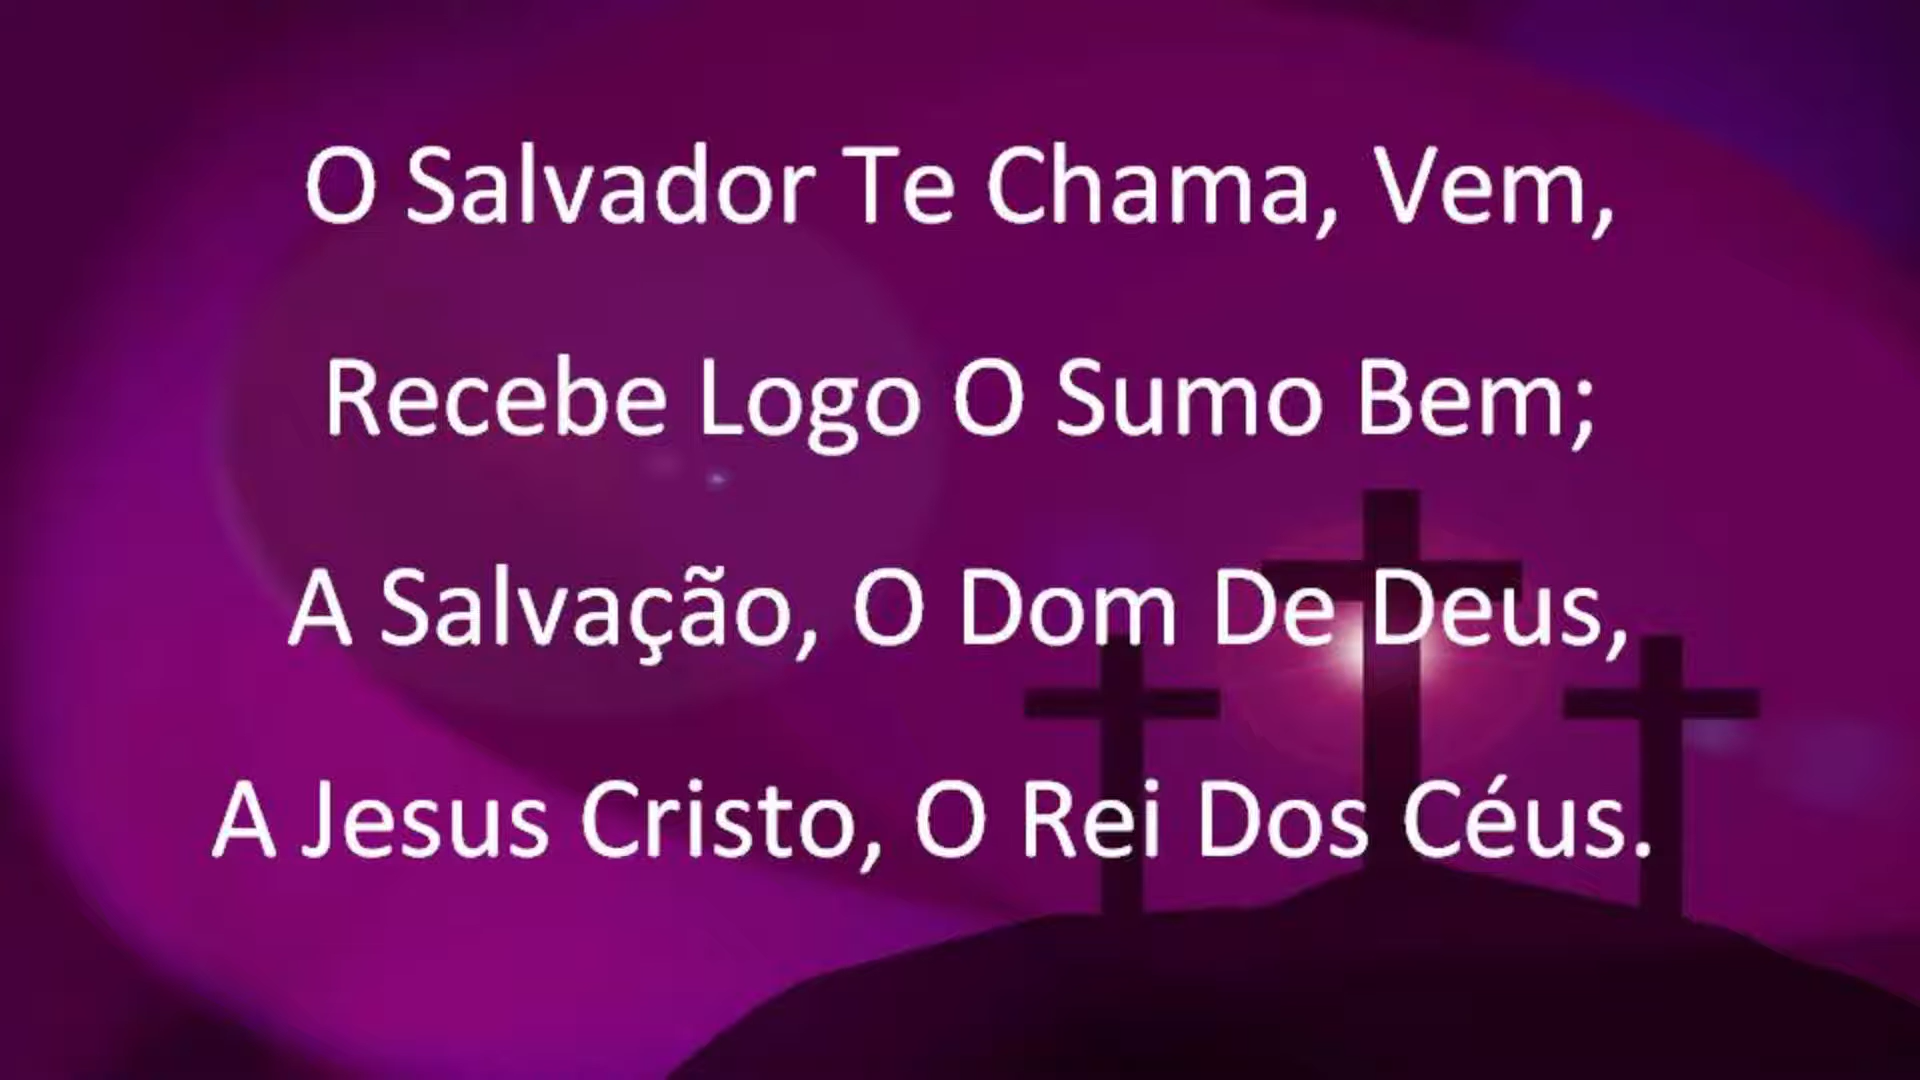 O Salvador Te Chama, Vem,
Recebe Logo O Sumo Bem;
A Salvação, O Dom De Deus,
A Jesus Cristo, O Rei Dos Céus.